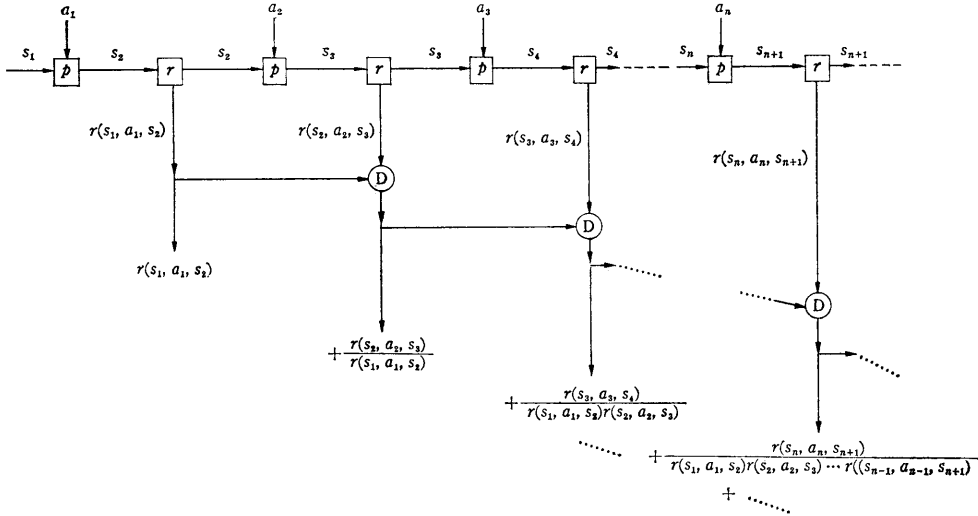 a₁ a₂ a₃ aₙ
s₁ p s₂ r s₂ p s₃ r s₃ p s₄ r s₄ sₙ p sₙ₊₁ r sₙ₊₁
r(s₁, a₁, s₂) r(s₂, a₂, s₃) r(s₃, a₃, s₄) r(sₙ, aₙ, sₙ₊₁)
D
D
r(s₁, a₁, s₂)
D
+ r(s₂, a₂, s₃)
r(s₁, a₁, s₂)
+ r(s₃, a₃, s₄)
r(s₁, a₁, s₂)r(s₂, a₂, s₃)
+ r(sₙ, aₙ, sₙ₊₁)
r(s₁, a₁, s₂)r(s₂, a₂, s₃) ⋯ r((sₙ₋₁, aₙ₋₁, sₙ₊₁)
+ ⋯⋯